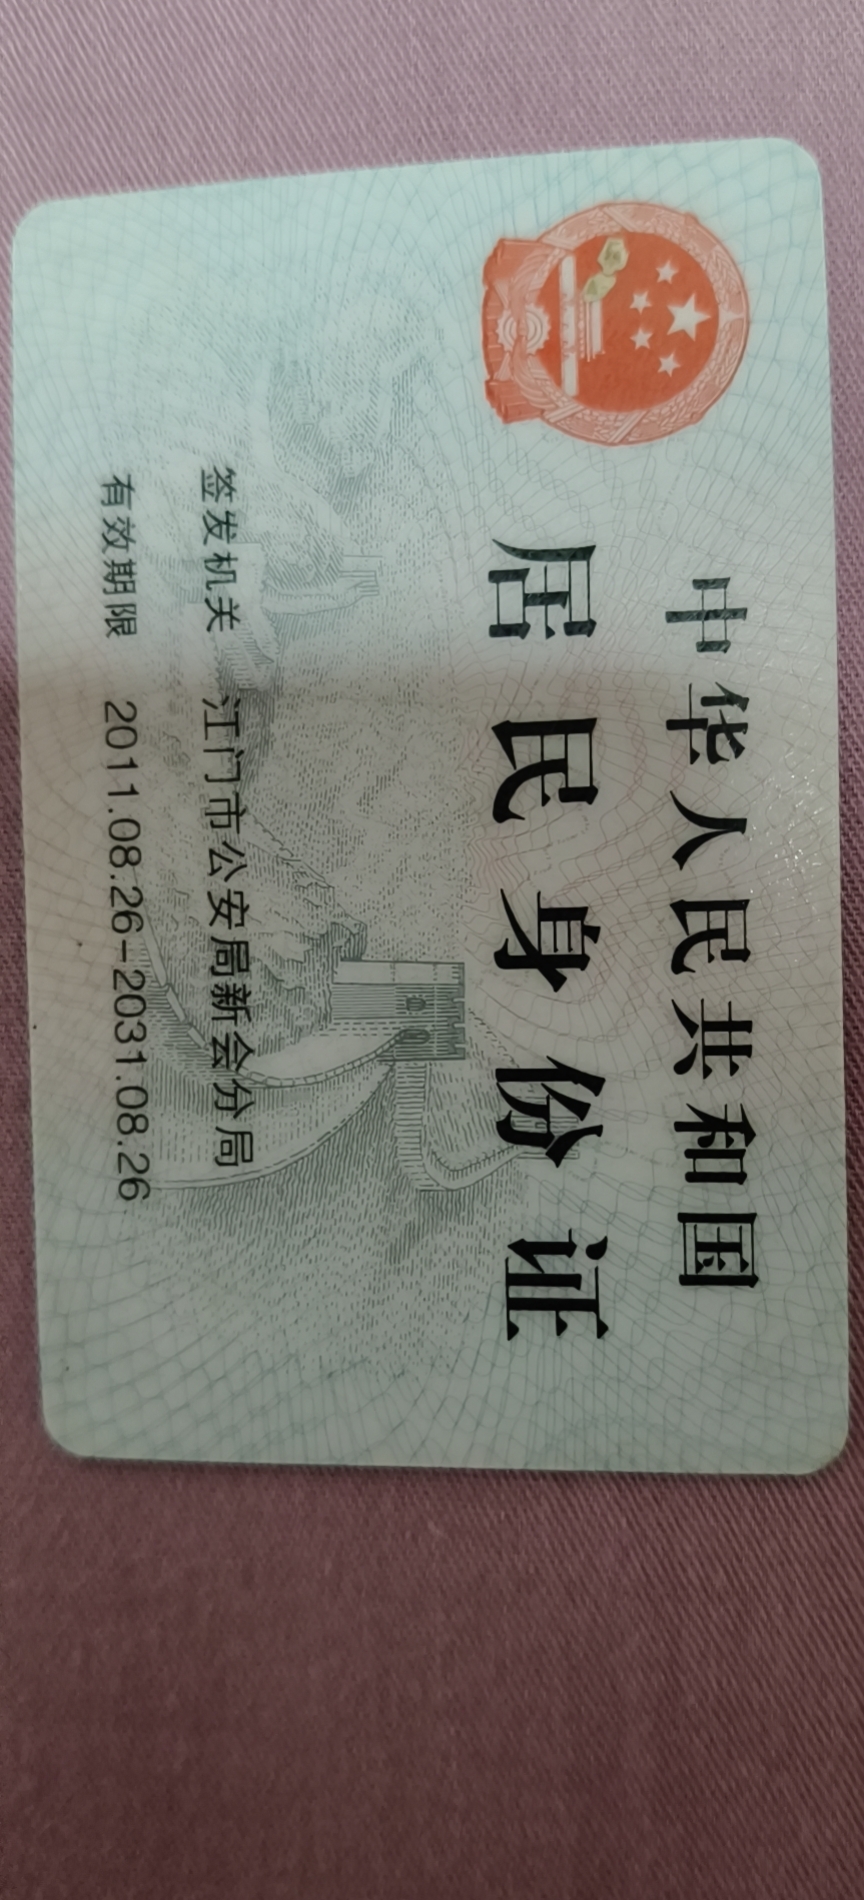 中华人民共和国
居民身份证
签发机关 江门市公安局新会分局
有效期限 2011.08.26-2031.08.26